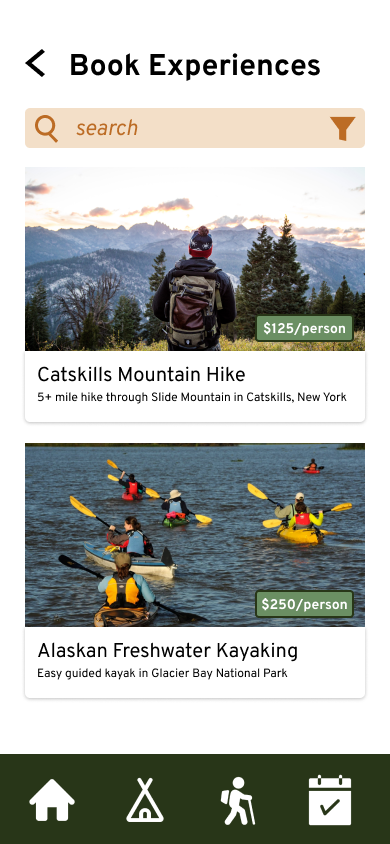 Book Experiences
search
$125/person
Catskills Mountain Hike
5+ mile hike through Slide Mountain in Catskills, New York
$250/person
Alaskan Freshwater Kayaking
Easy guided kayak in Glacier Bay National Park